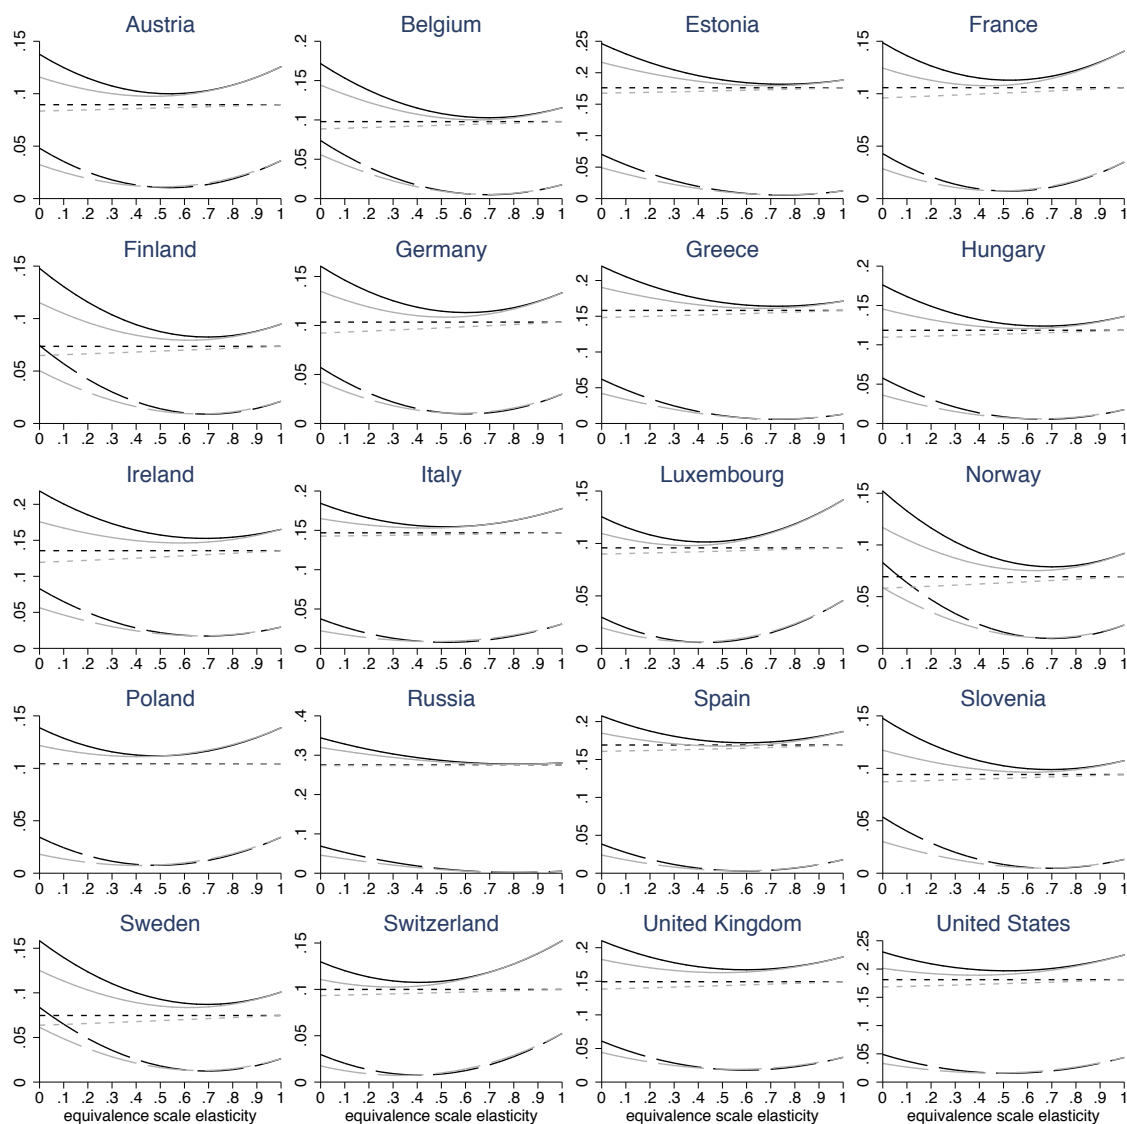 Austria
.15
.1
.05
0
0 .1 .2 .3 .4 .5 .6 .7 .8 .9 1
Belgium
.2
.15
.1
.05
0
0 .1 .2 .3 .4 .5 .6 .7 .8 .9 1
Estonia
.25
.2
.15
.1
.05
0
0 .1 .2 .3 .4 .5 .6 .7 .8 .9 1
France
.15
.1
.05
0
0 .1 .2 .3 .4 .5 .6 .7 .8 .9 1
Finland
.15
.1
.05
0
0 .1 .2 .3 .4 .5 .6 .7 .8 .9 1
Germany
.15
.1
.05
0
0 .1 .2 .3 .4 .5 .6 .7 .8 .9 1
Greece
.2
.15
.1
.05
0
0 .1 .2 .3 .4 .5 .6 .7 .8 .9 1
Hungary
.2
.15
.1
.05
0
0 .1 .2 .3 .4 .5 .6 .7 .8 .9 1
Ireland
.2
.15
.1
.05
0
0 .1 .2 .3 .4 .5 .6 .7 .8 .9 1
Italy
.2
.15
.1
.05
0
0 .1 .2 .3 .4 .5 .6 .7 .8 .9 1
Luxembourg
.15
.1
.05
0
0 .1 .2 .3 .4 .5 .6 .7 .8 .9 1
Norway
.15
.1
.05
0
0 .1 .2 .3 .4 .5 .6 .7 .8 .9 1
Poland
.15
.1
.05
0
0 .1 .2 .3 .4 .5 .6 .7 .8 .9 1
Russia
.4
.3
.2
.1
0
0 .1 .2 .3 .4 .5 .6 .7 .8 .9 1
Spain
.2
.15
.1
.05
0
0 .1 .2 .3 .4 .5 .6 .7 .8 .9 1
Slovenia
.15
.1
.05
0
0 .1 .2 .3 .4 .5 .6 .7 .8 .9 1
Sweden
.15
.1
.05
0
0 .1 .2 .3 .4 .5 .6 .7 .8 .9 1
equivalence scale elasticity
Switzerland
.15
.1
.05
0
0 .1 .2 .3 .4 .5 .6 .7 .8 .9 1
equivalence scale elasticity
United Kingdom
.2
.15
.1
.05
0
0 .1 .2 .3 .4 .5 .6 .7 .8 .9 1
equivalence scale elasticity
United States
.25
.2
.15
.1
.05
0
0 .1 .2 .3 .4 .5 .6 .7 .8 .9 1
equivalence scale elasticity